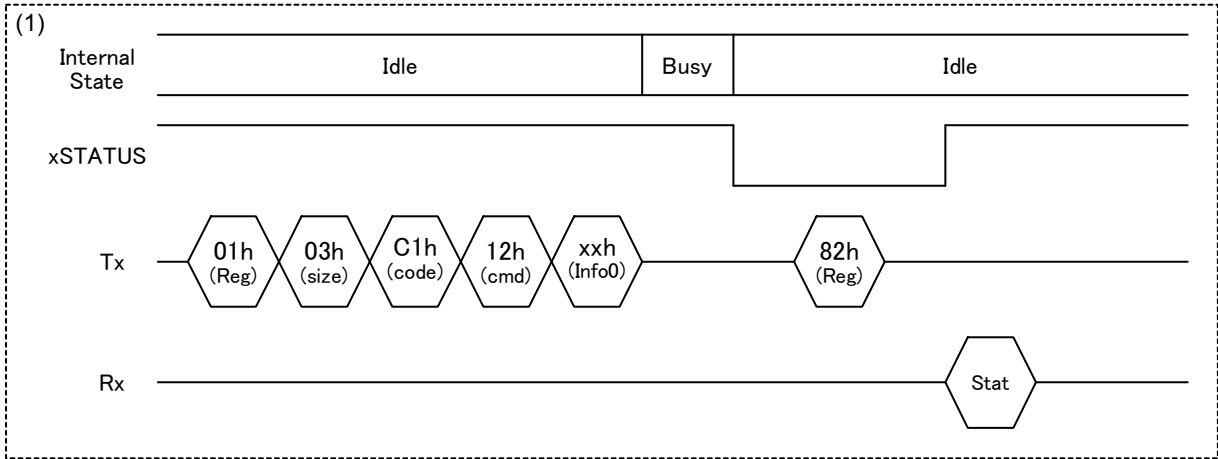 (1)
Internal
State
Idle
Busy
Idle
xSTATUS
Tx
01h
(Reg)
03h
(size)
C1h
(code)
12h
(cmd)
xxh
(Info0)
82h
(Reg)
Rx
Stat